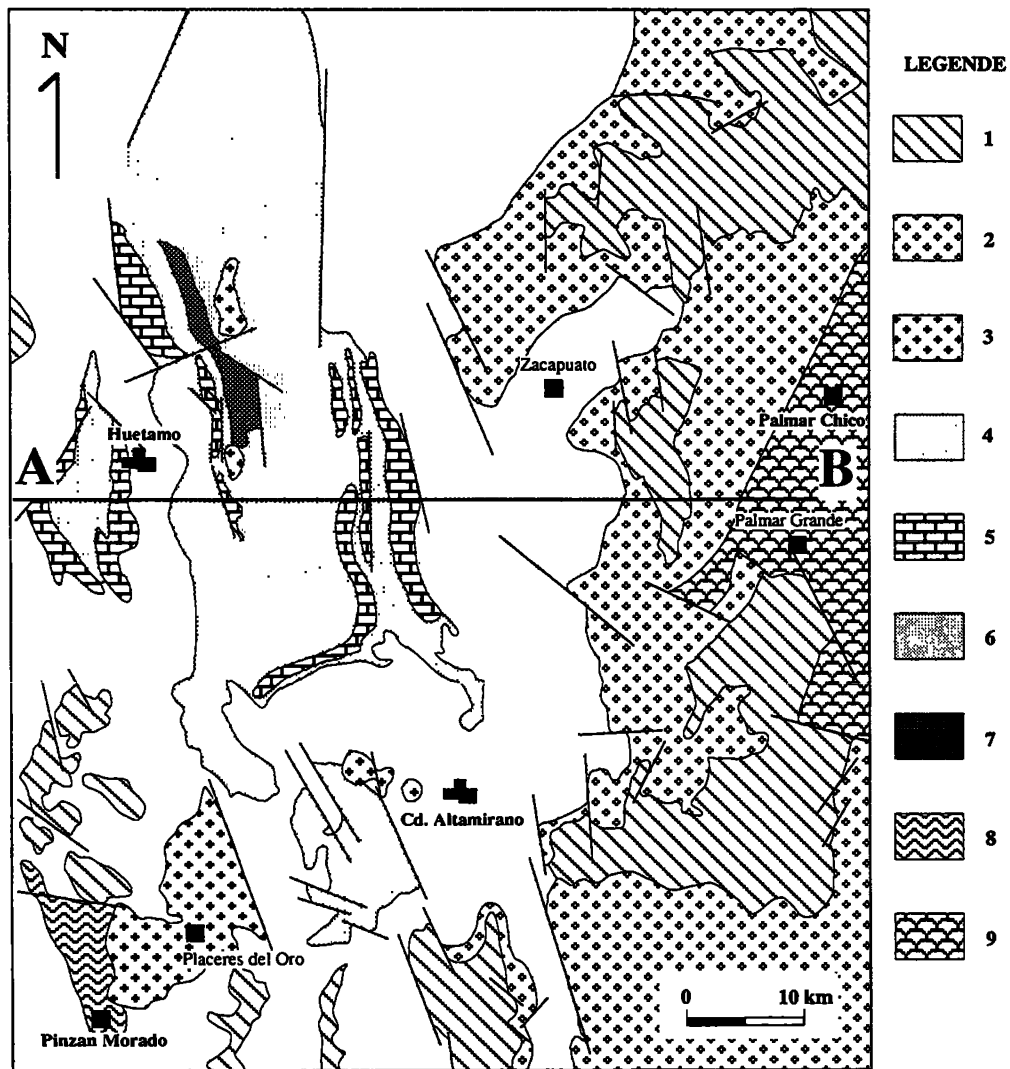 N
LEGENDE
1
2
3
4
5
6
7
8
9
Zacapuato
Palmar Chico
Huetamo
A
B
Palmar Grande
Cd. Altamirano
Placeres del Oro
0 10 km
Pinzan Morado